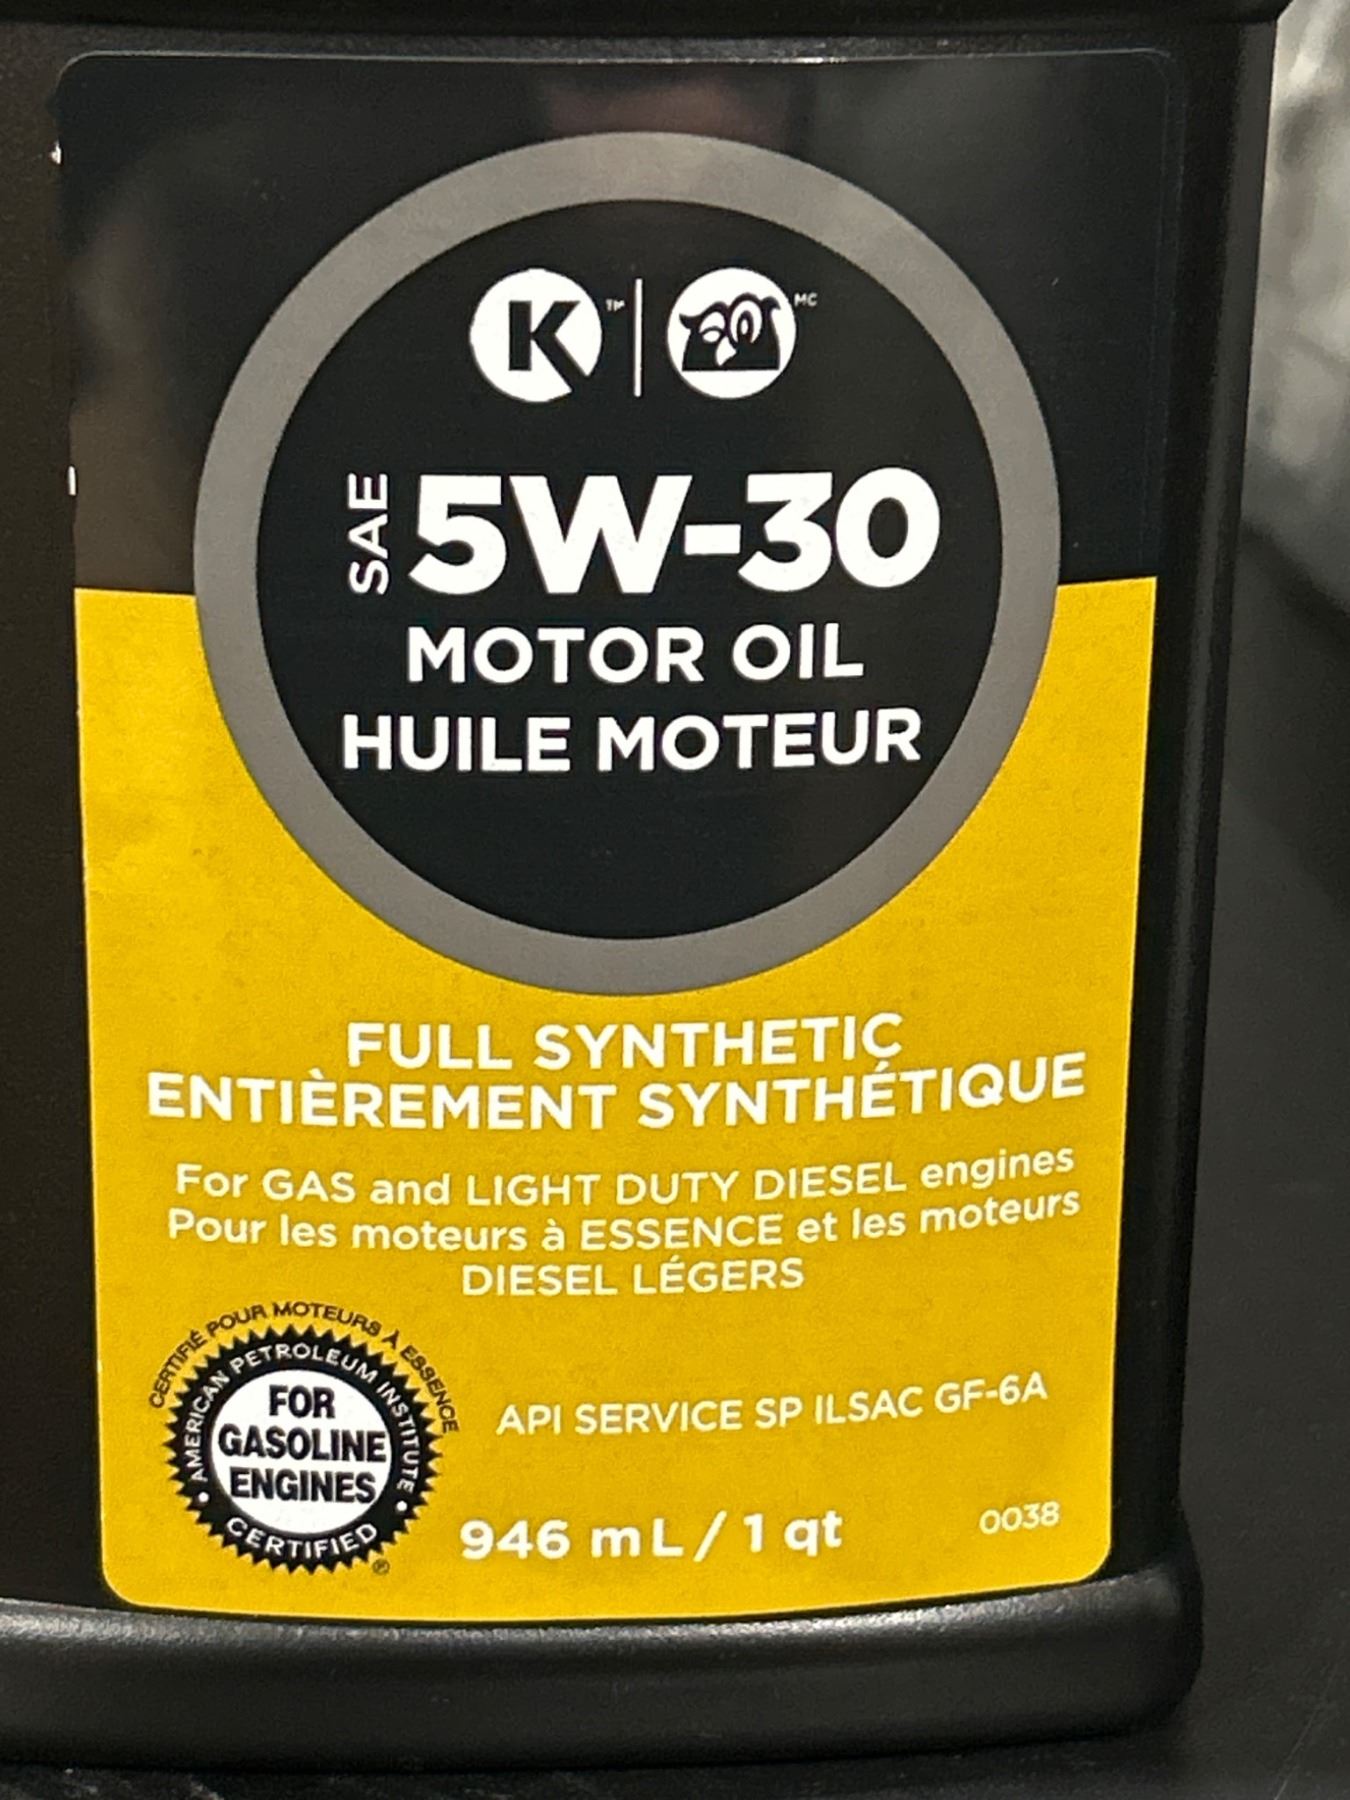 K™ MC
SAE 5W-30
MOTOR OIL
HUILE MOTEUR
FULL SYNTHETIC
ENTIÈREMENT SYNTHÉTIQUE
For GAS and LIGHT DUTY DIESEL engines
Pour les moteurs à ESSENCE et les moteurs
DIESEL LÉGERS
CERTIFIÉ POUR MOTEURS À ESSENCE
AMERICAN PETROLEUM INSTITUTE
FOR
GASOLINE
ENGINES
CERTIFIED
®
API SERVICE SP ILSAC GF-6A
946 mL / 1 qt
0038